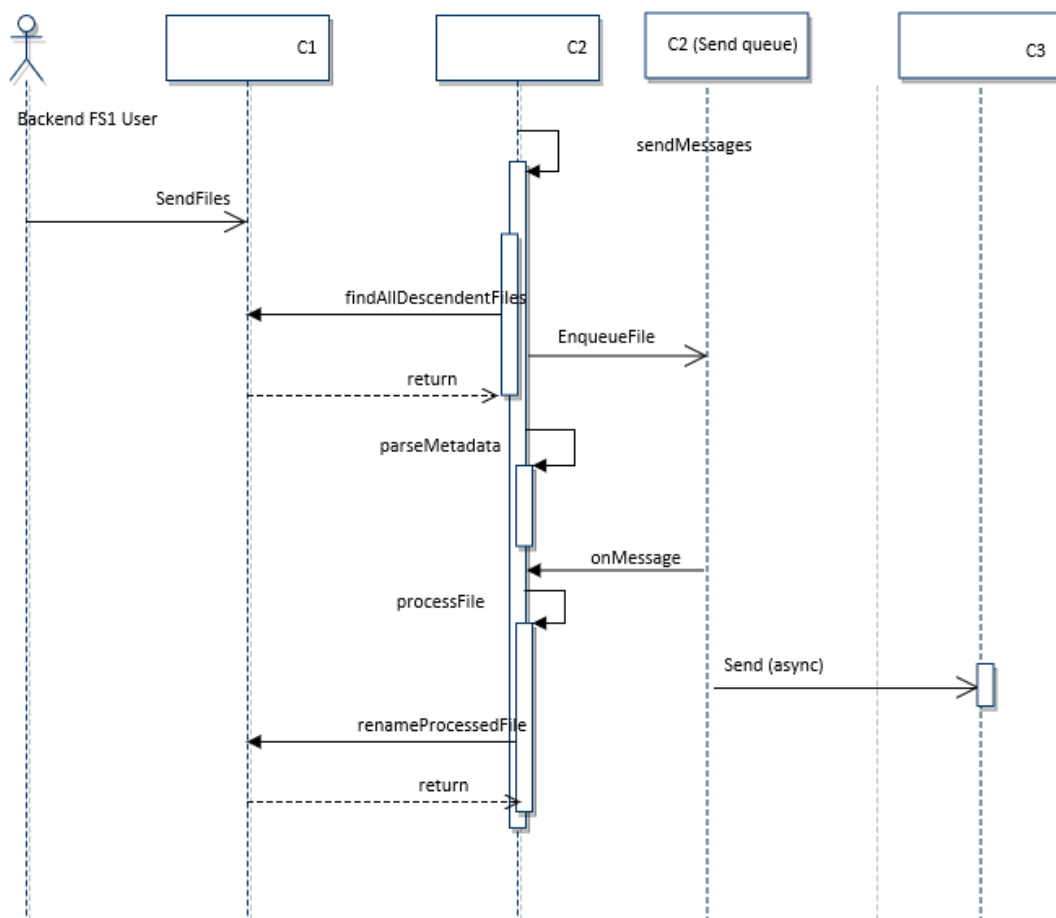 C1
C2
C2 (Send queue)
C3
Backend FS1 User
sendMessages
SendFiles
findAllDescendentFiles
EnqueueFile
return
parseMetadata
onMessage
processFile
Send (async)
renameProcessedFile
return